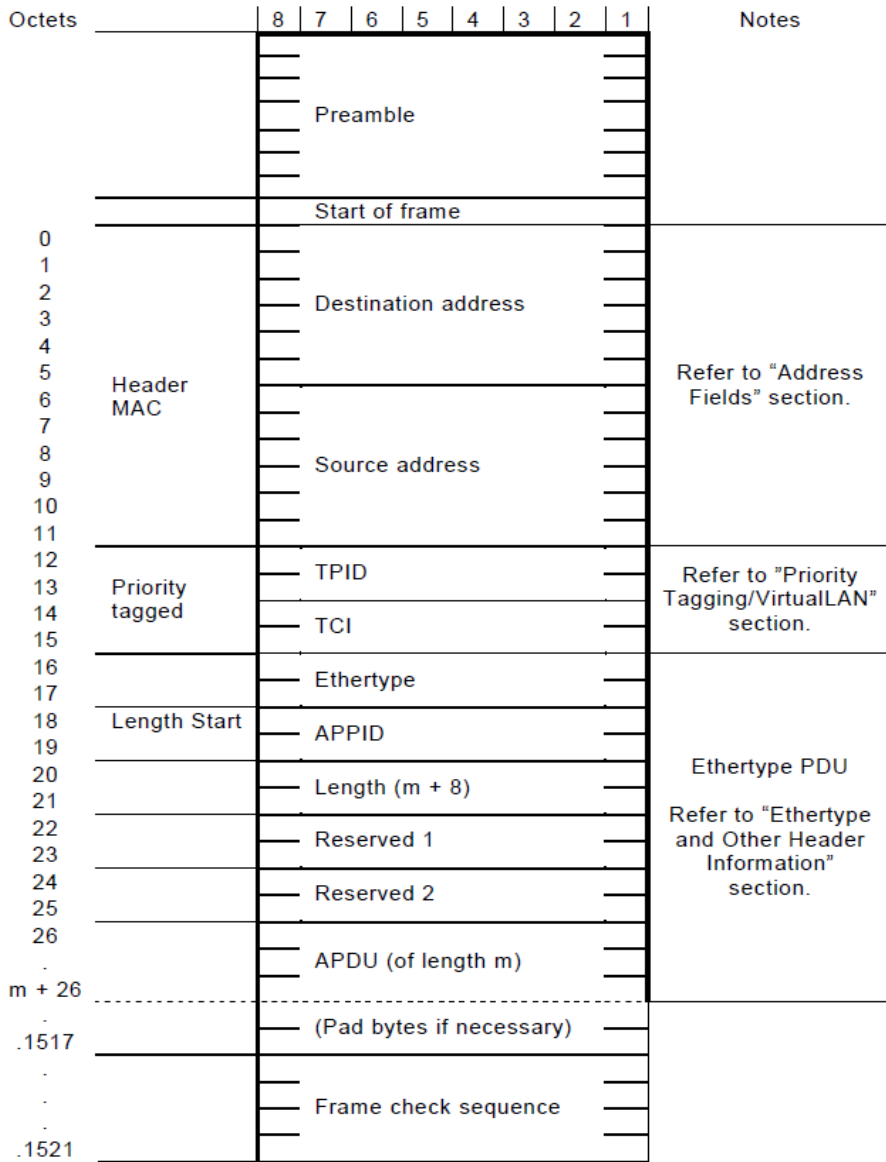 Octets 8 7 6 5 4 3 2 1 Notes
Preamble
Start of frame
0
1
2
3
4
5
6
7
8
9
10
11
Header
MAC
Destination address
Source address
Refer to “Address
Fields” section.
12
13
14
15
Priority
tagged
TPID
TCI
Refer to ”Priority
Tagging/VirtualLAN”
section.
16
17
Ethertype
18
19
Length Start
APPID
20
21
Length (m + 8)
22
23
Reserved 1
24
25
Reserved 2
26
.
m + 26
APDU (of length m)
Ethertype PDU
Refer to “Ethertype
and Other Header
Information”
section.
.
.1517
(Pad bytes if necessary)
.
.
.
.1521
Frame check sequence